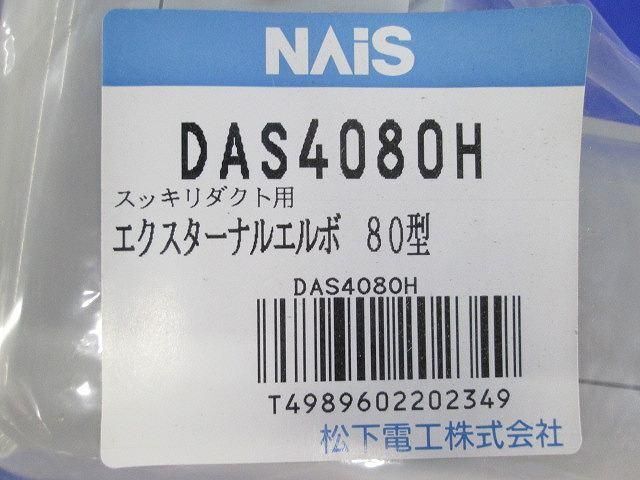 NAiS
DAS4080H
スッキリダクト用
エクスターナルエルボ 80型
DAS4080H
T4989602202349
松下電工株式会社